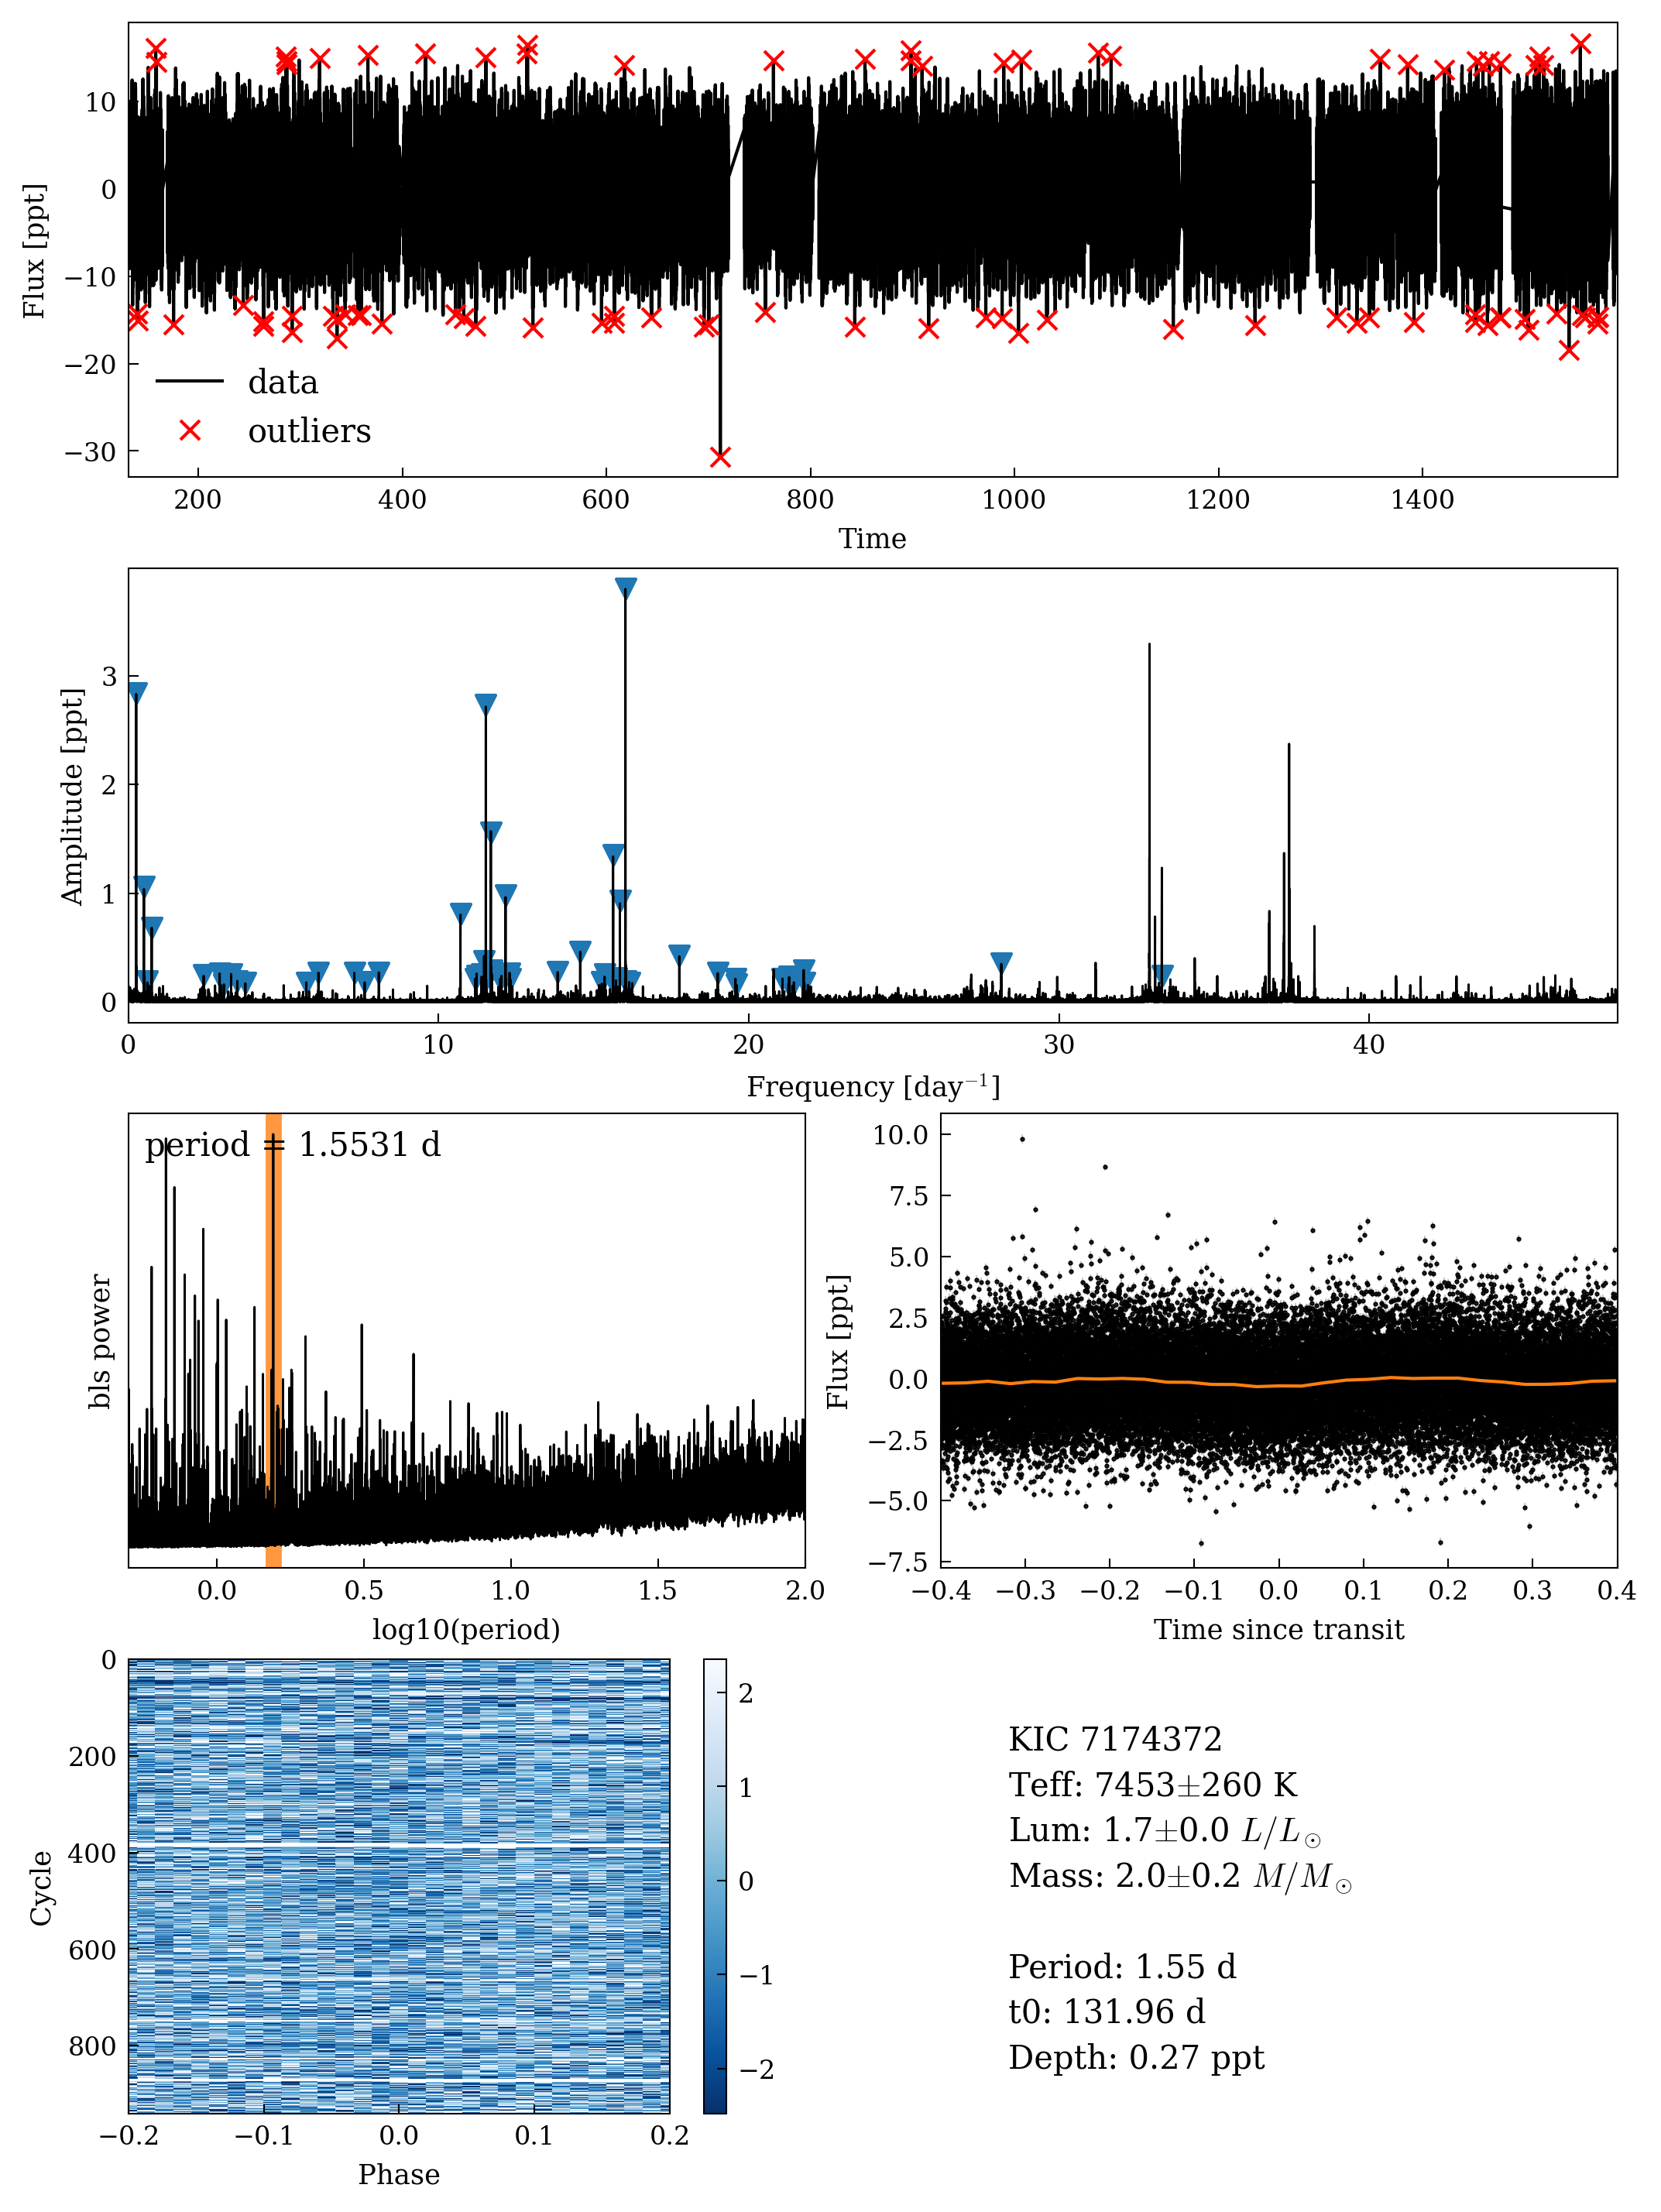 10
0
−10
−20
−30
Flux [ppt]
data
outliers
200
400
600
800
1000
1200
1400
Time
3
2
1
0
Amplitude [ppt]
0
10
20
30
40
Frequency [day⁻¹]
period = 1.5531 d
bls power
0.0
0.5
1.0
1.5
2.0
log10(period)
10.0
7.5
5.0
2.5
0.0
−2.5
−5.0
−7.5
Flux [ppt]
−0.4
−0.3
−0.2
−0.1
0.0
0.1
0.2
0.3
0.4
Time since transit
0
200
400
600
800
Cycle
−0.2
−0.1
0.0
0.1
0.2
Phase
2
1
0
−1
−2
KIC 7174372
Teff: 7453±260 K
Lum: 1.7±0.0 L/L⊙
Mass: 2.0±0.2 M/M⊙
Period: 1.55 d
t0: 131.96 d
Depth: 0.27 ppt